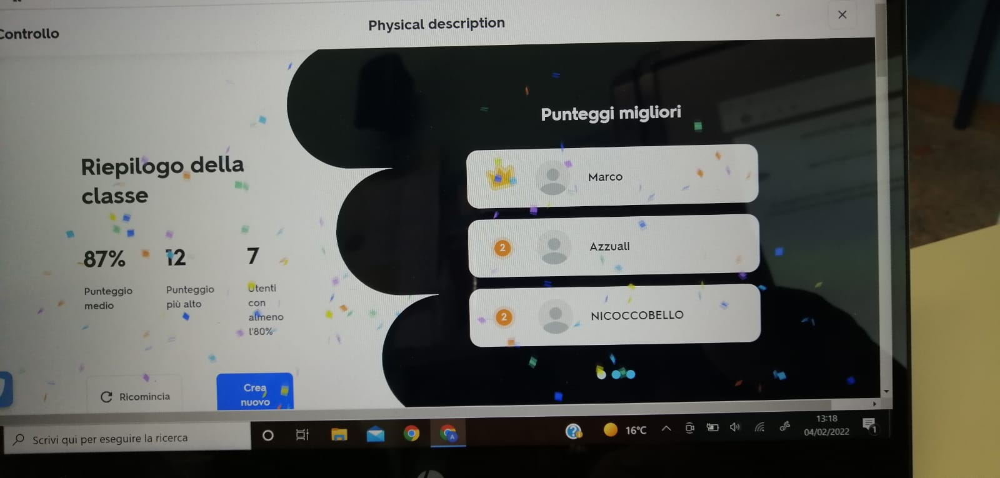 Controllo
Physical description
Riepilogo della
classe
87%
12
7
Punteggio
medio
Punteggio
più alto
Utenti
con
almeno
l'80%
Ricomincia
Crea
nuovo
Punteggi migliori
Marco
2
Azzuali
2
NICOCCOBELLO
Scrivi qui per eseguire la ricerca
16°C
13:18
04/02/2022
1